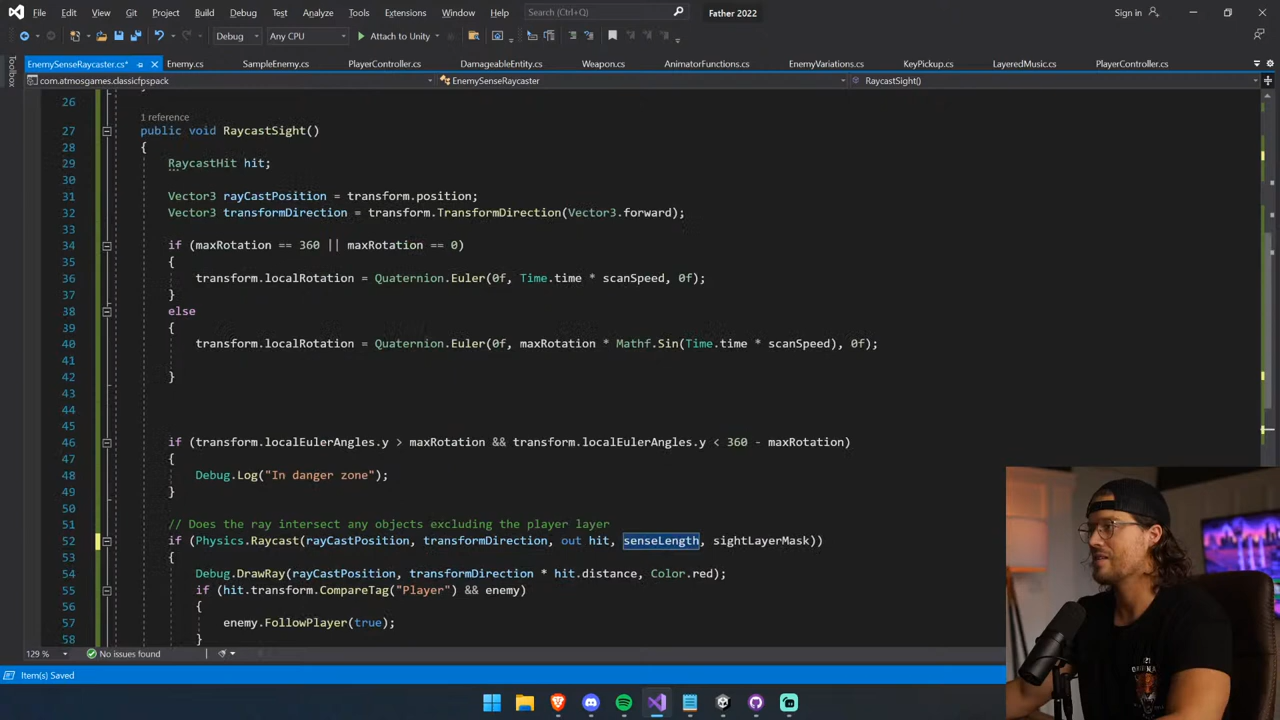 File Edit View Git Project Build Debug Test Analyze Tools Extensions Window Help Search (Ctrl+Q) Father 2022 Sign in
Debug Any CPU Attach to Unity
Toolbox
EnemySenseRaycaster.cs* Enemy.cs SampleEnemy.cs PlayerController.cs DamageableEntity.cs Weapon.cs AnimatorFunctions.cs EnemyVariations.cs KeyPickup.cs LayeredMusic.cs PlayerController.cs
com.atmosgames.classicfpspack EnemySenseRaycaster RaycastSight()
26
1 reference
27 public void RaycastSight()
28 {
29 RaycastHit hit;
30
31 Vector3 rayCastPosition = transform.position;
32 Vector3 transformDirection = transform.TransformDirection(Vector3.forward);
33
34 if (maxRotation == 360 || maxRotation == 0)
35 {
36 transform.localRotation = Quaternion.Euler(0f, Time.time * scanSpeed, 0f);
37 }
38 else
39 {
40 transform.localRotation = Quaternion.Euler(0f, maxRotation * Mathf.Sin(Time.time * scanSpeed), 0f);
41
42 }
43
44
45
46 if (transform.localEulerAngles.y > maxRotation && transform.localEulerAngles.y < 360 - maxRotation)
47 {
48 Debug.Log("In danger zone");
49 }
50
51 // Does the ray intersect any objects excluding the player layer
52 if (Physics.Raycast(rayCastPosition, transformDirection, out hit, senseLength, sightLayerMask))
53 {
54 Debug.DrawRay(rayCastPosition, transformDirection * hit.distance, Color.red);
55 if (hit.transform.CompareTag("Player") && enemy)
56 {
57 enemy.FollowPlayer(true);
58 }
129 % No issues found
Item(s) Saved